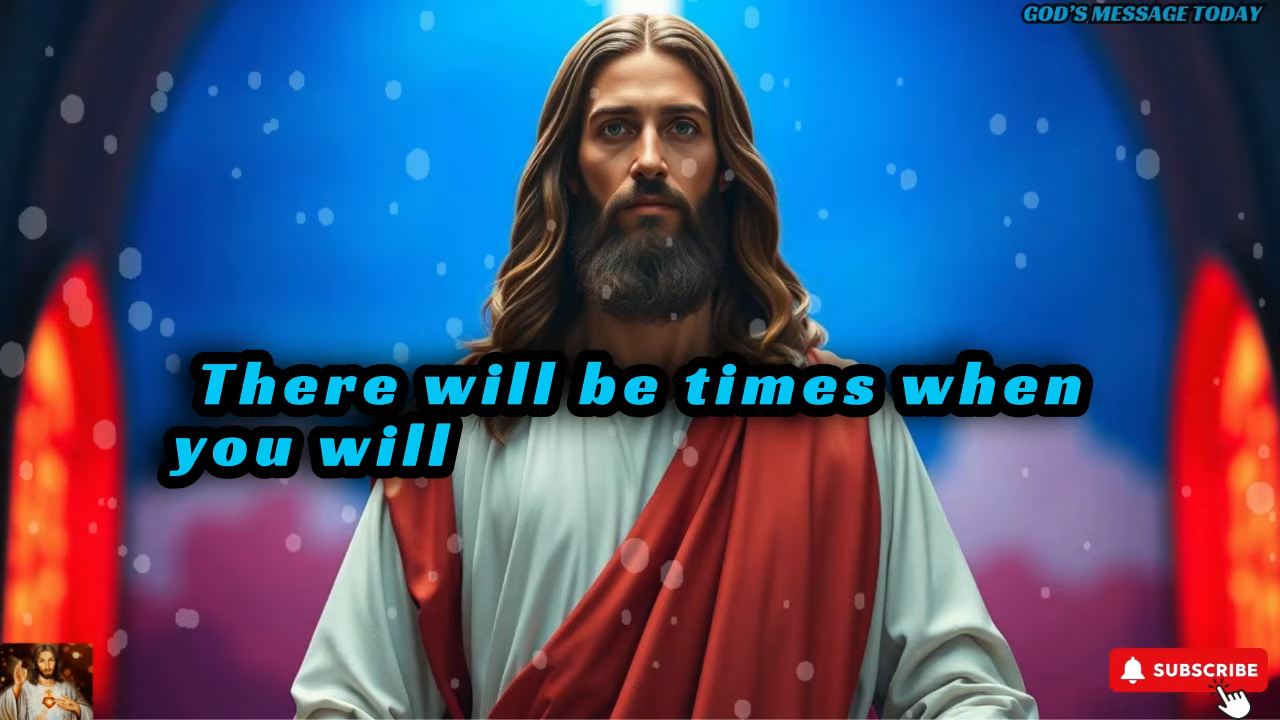 GOD'S MESSAGE TODAY
There will be times when
you will
SUBSCRIBE